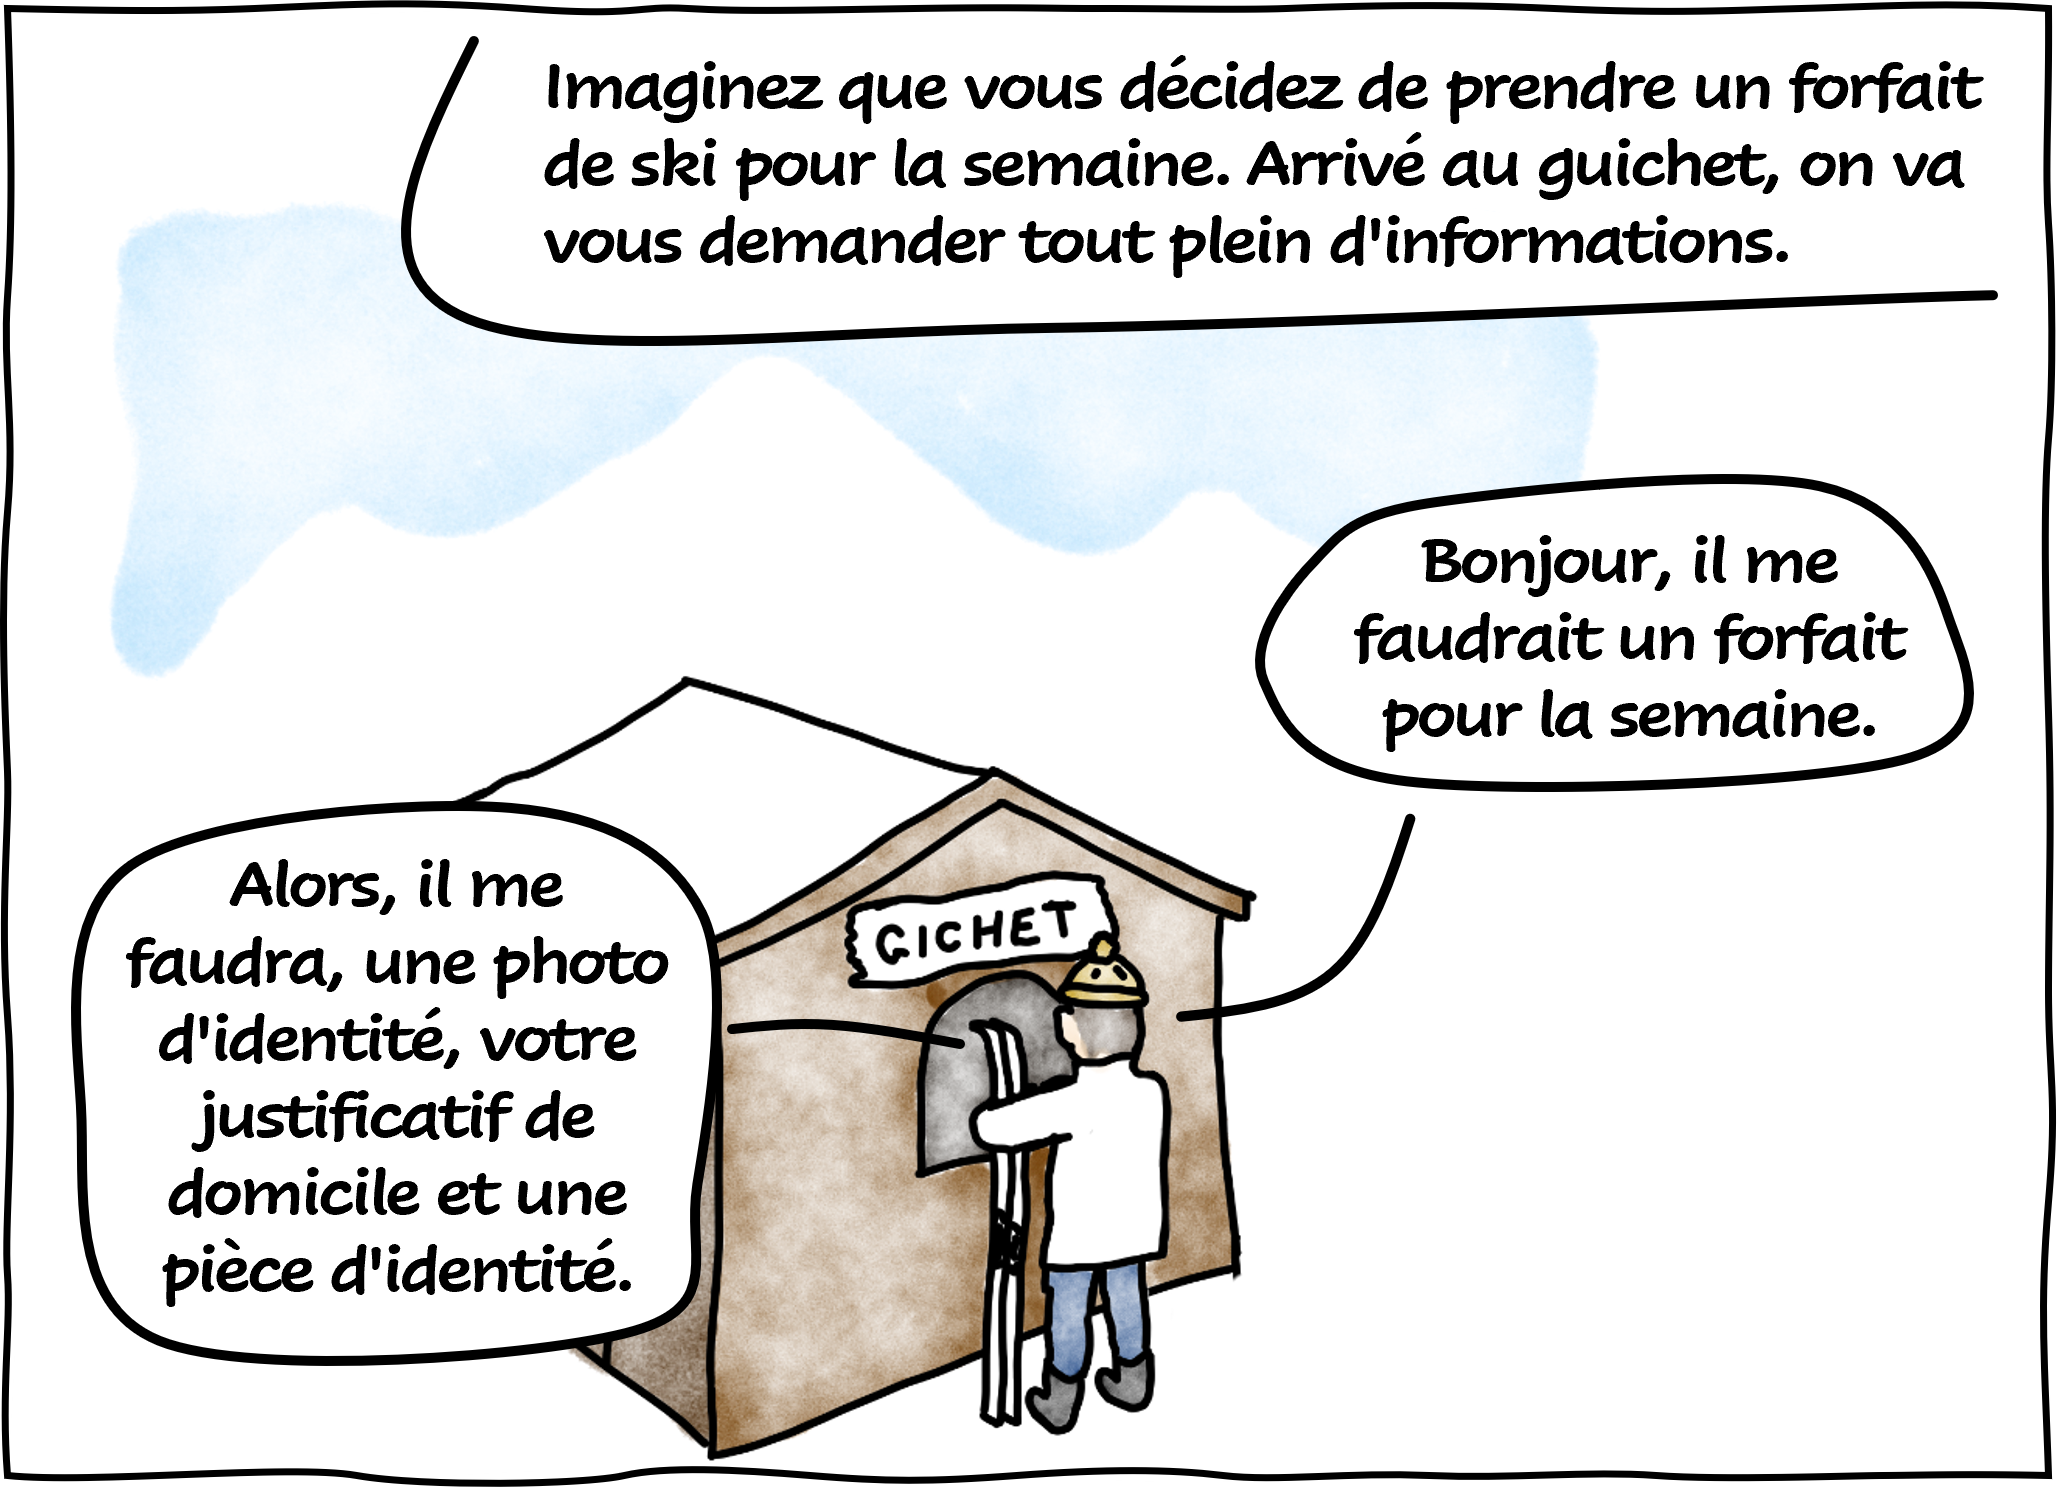 Imaginez que vous décidez de prendre un forfait
de ski pour la semaine. Arrivé au guichet, on va
vous demander tout plein d'informations.
Bonjour, il me
faudrait un forfait
pour la semaine.
Alors, il me
faudra, une photo
d'identité, votre
justificatif de
domicile et une
pièce d'identité.
GICHET